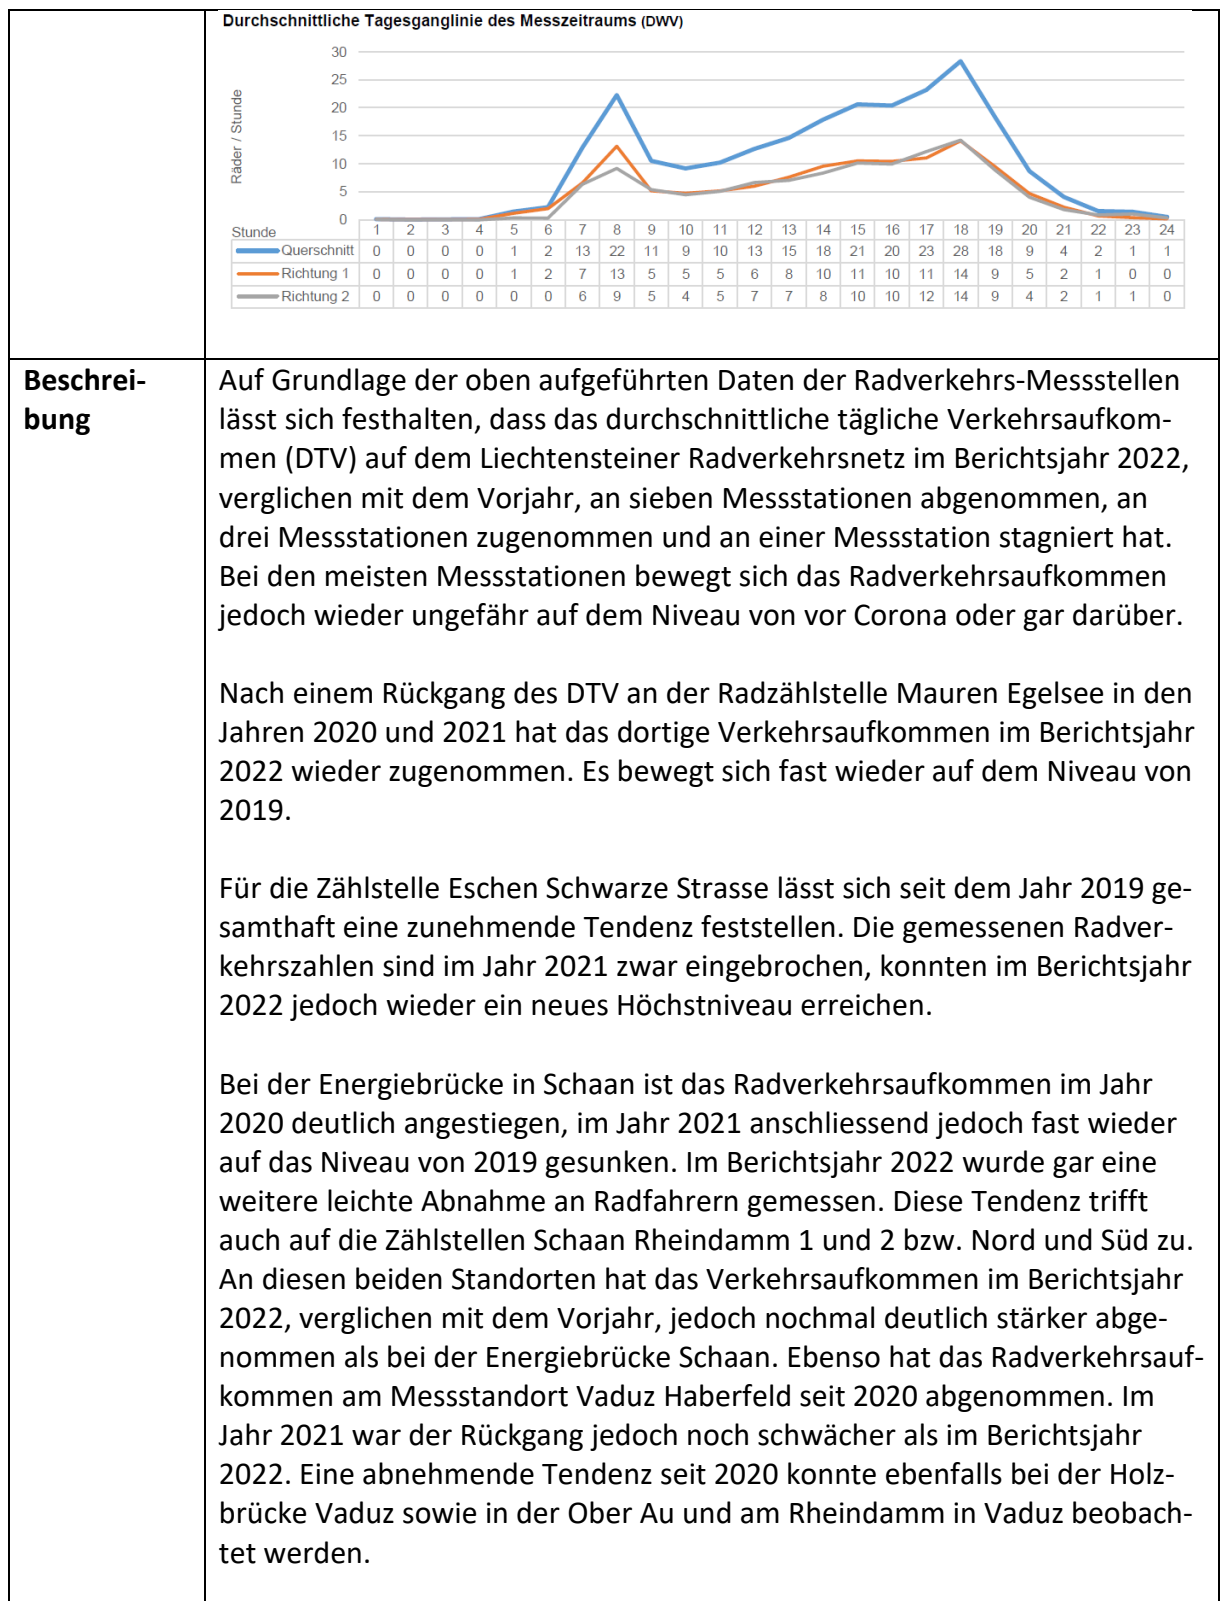 Durchschnittliche Tagesganglinie des Messzeitraums (DWV)
30
25
20
15
10
5
0
Räder / Stunde
Stunde 1 2 3 4 5 6 7 8 9 10 11 12 13 14 15 16 17 18 19 20 21 22 23 24
Querschnitt 0 0 0 0 1 2 13 22 11 9 10 13 15 18 21 20 23 28 18 9 4 2 1 1
Richtung 1 0 0 0 0 1 2 7 13 5 5 5 6 8 10 11 10 11 14 9 5 2 1 0 0
Richtung 2 0 0 0 0 0 0 6 9 5 4 5 7 7 8 10 10 12 14 9 4 2 1 1 0
Beschrei-
bung
Auf Grundlage der oben aufgeführten Daten der Radverkehrs-Messstellen
lässt sich festhalten, dass das durchschnittliche tägliche Verkehrsaufkom-
men (DTV) auf dem Liechtensteiner Radverkehrsnetz im Berichtsjahr 2022,
verglichen mit dem Vorjahr, an sieben Messstationen abgenommen, an
drei Messstationen zugenommen und an einer Messstation stagniert hat.
Bei den meisten Messstationen bewegt sich das Radverkehrsaufkommen
jedoch wieder ungefähr auf dem Niveau von vor Corona oder gar darüber.
Nach einem Rückgang des DTV an der Radzählstelle Mauren Egelsee in den
Jahren 2020 und 2021 hat das dortige Verkehrsaufkommen im Berichtsjahr
2022 wieder zugenommen. Es bewegt sich fast wieder auf dem Niveau von
2019.
Für die Zählstelle Eschen Schwarze Strasse lässt sich seit dem Jahr 2019 ge-
samthaft eine zunehmende Tendenz feststellen. Die gemessenen Radver-
kehrszahlen sind im Jahr 2021 zwar eingebrochen, konnten im Berichtsjahr
2022 jedoch wieder ein neues Höchstniveau erreichen.
Bei der Energiebrücke in Schaan ist das Radverkehrsaufkommen im Jahr
2020 deutlich angestiegen, im Jahr 2021 anschliessend jedoch fast wieder
auf das Niveau von 2019 gesunken. Im Berichtsjahr 2022 wurde gar eine
weitere leichte Abnahme an Radfahrern gemessen. Diese Tendenz trifft
auch auf die Zählstellen Schaan Rheindamm 1 und 2 bzw. Nord und Süd zu.
An diesen beiden Standorten hat das Verkehrsaufkommen im Berichtsjahr
2022, verglichen mit dem Vorjahr, jedoch nochmal deutlich stärker abge-
nommen als bei der Energiebrücke Schaan. Ebenso hat das Radverkehrsauf-
kommen am Messstandort Vaduz Haberfeld seit 2020 abgenommen. Im
Jahr 2021 war der Rückgang jedoch noch schwächer als im Berichtsjahr
2022. Eine abnehmende Tendenz seit 2020 konnte ebenfalls bei der Holz-
brücke Vaduz sowie in der Ober Au und am Rheindamm in Vaduz beobach-
tet werden.